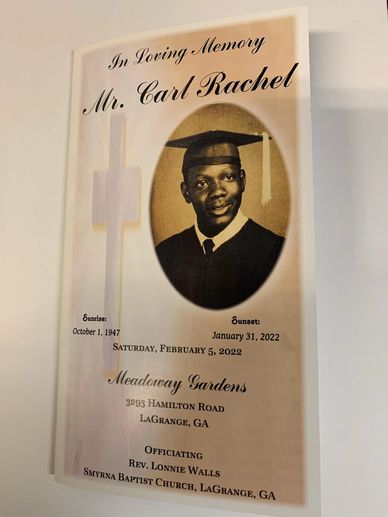 In Loving Memory
Mr. Carl Rachel
Sunrise:
October 1, 1947
Sunset:
January 31, 2022
Saturday, February 5, 2022
Meadoway Gardens
3293 Hamilton Road
LaGrange, GA
Officiating
Rev. Lonnie Walls
Smyrna Baptist Church, LaGrange, GA